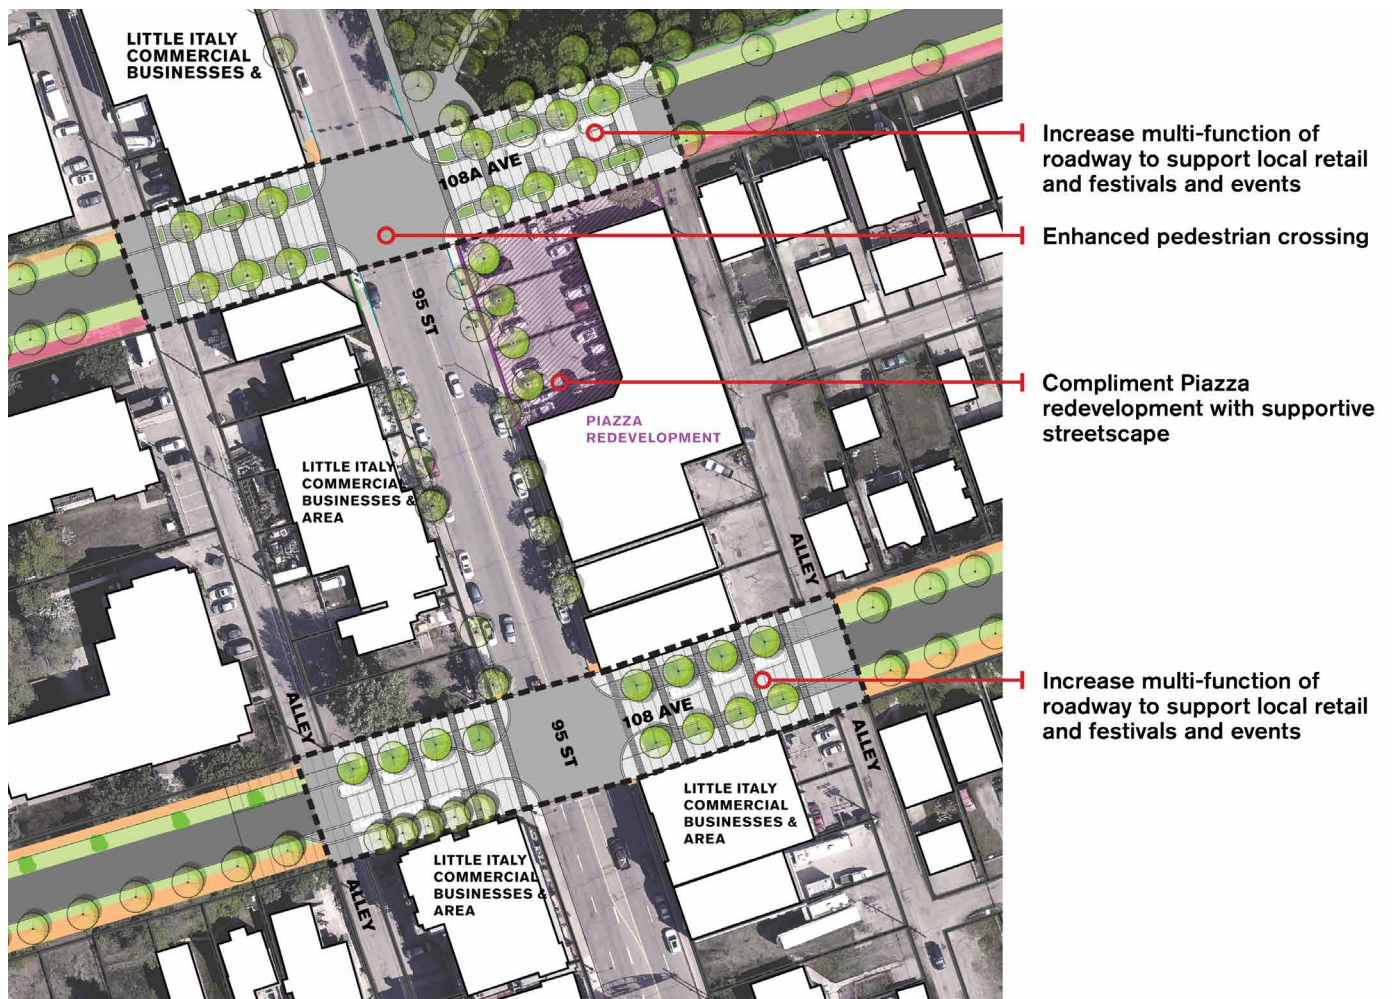 LITTLE ITALY
COMMERCIAL
BUSINESSES &
108A AVE
Increase multi-function of
roadway to support local retail
and festivals and events
Enhanced pedestrian crossing
95 ST
Compliment Piazza
redevelopment with supportive
streetscape
PIAZZA
REDEVELOPMENT
LITTLE ITALY
COMMERCIAL
BUSINESSES &
AREA
ALLEY
Increase multi-function of
roadway to support local retail
and festivals and events
108 AVE
ALLEY
95 ST
ALLEY
LITTLE ITALY
COMMERCIAL
BUSINESSES &
AREA
LITTLE ITALY
COMMERCIAL
BUSINESSES &
AREA
ALLEY